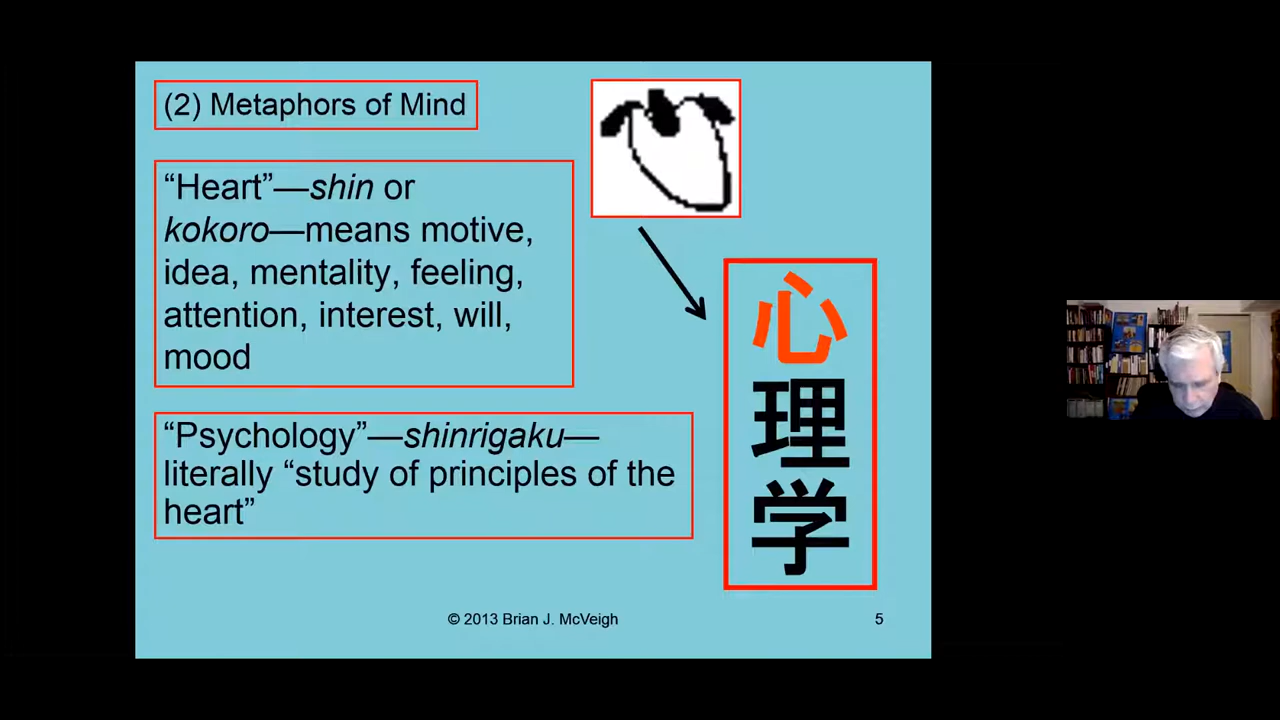 (2) Metaphors of Mind
“Heart”—shin or
kokoro—means motive,
idea, mentality, feeling,
attention, interest, will,
mood
“Psychology”—shinrigaku—
literally “study of principles of the
heart”
心
理
学
© 2013 Brian J. McVeigh
5